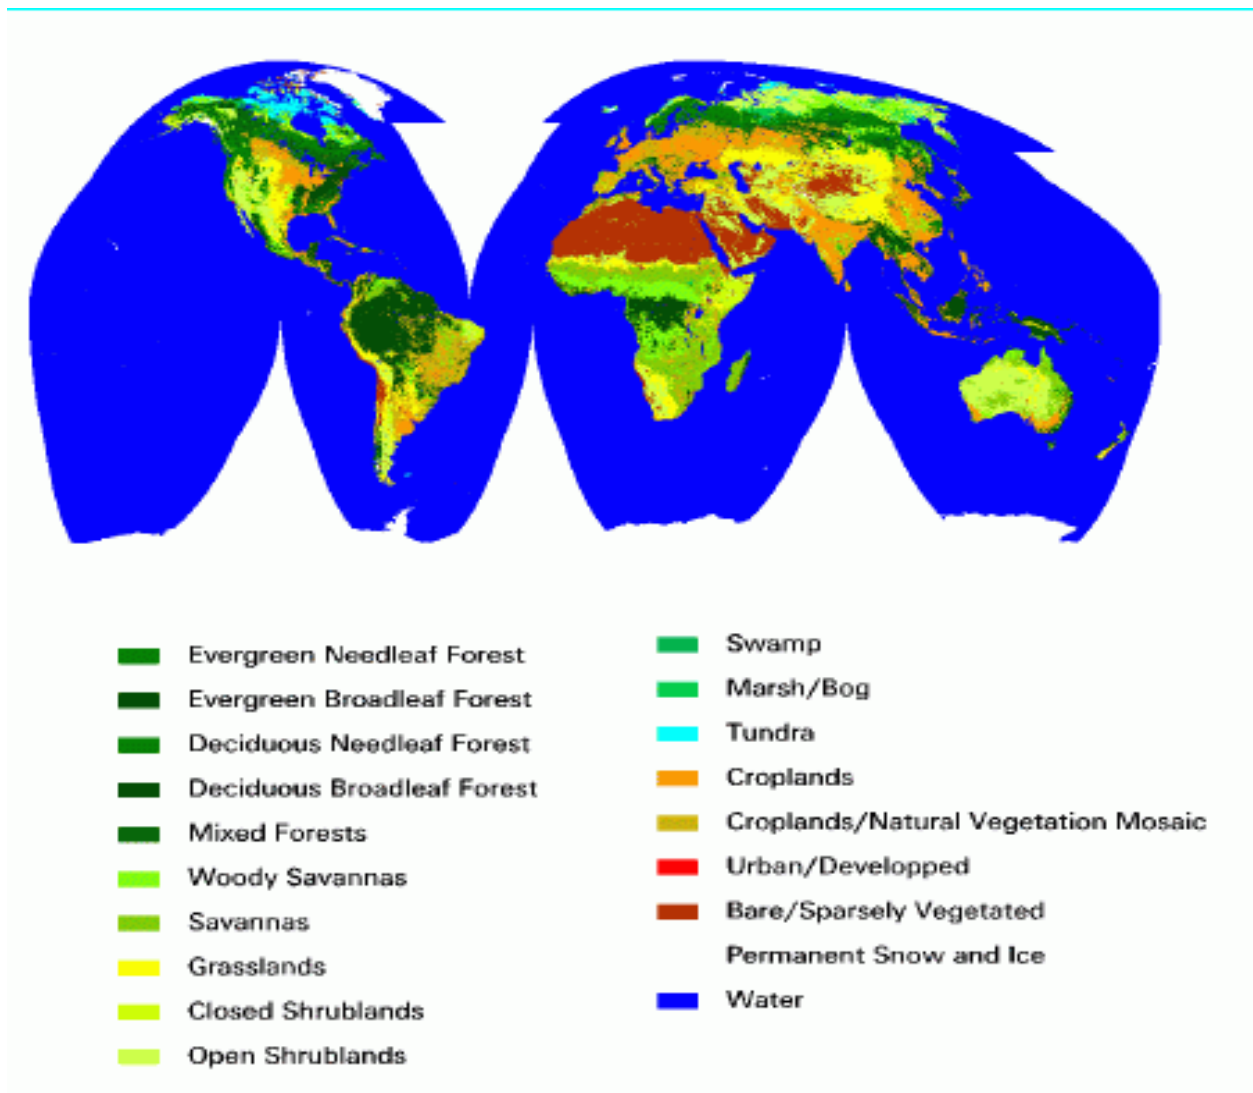 Evergreen Needleaf Forest
Evergreen Broadleaf Forest
Deciduous Needleaf Forest
Deciduous Broadleaf Forest
Mixed Forests
Woody Savannas
Savannas
Grasslands
Closed Shrublands
Open Shrublands
Swamp
Marsh/Bog
Tundra
Croplands
Croplands/Natural Vegetation Mosaic
Urban/Developped
Bare/Sparsely Vegetated
Permanent Snow and Ice
Water